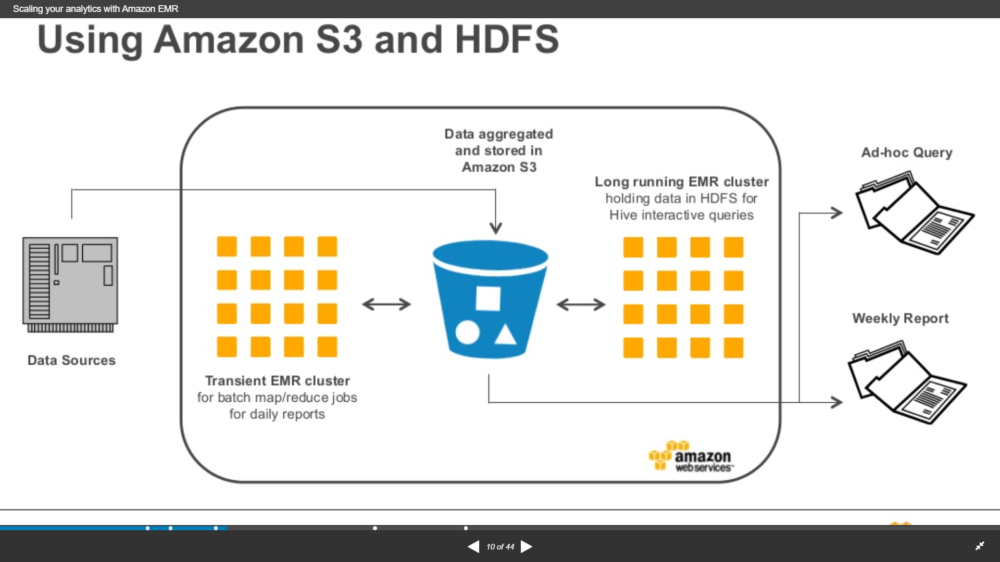 Scaling your analytics with Amazon EMR
Using Amazon S3 and HDFS
Data aggregated
and stored in
Amazon S3
Long running EMR cluster
holding data in HDFS for
Hive interactive queries
Ad-hoc Query
Weekly Report
Data Sources
Transient EMR cluster
for batch map/reduce jobs
for daily reports
amazon
webservices™
10 of 44